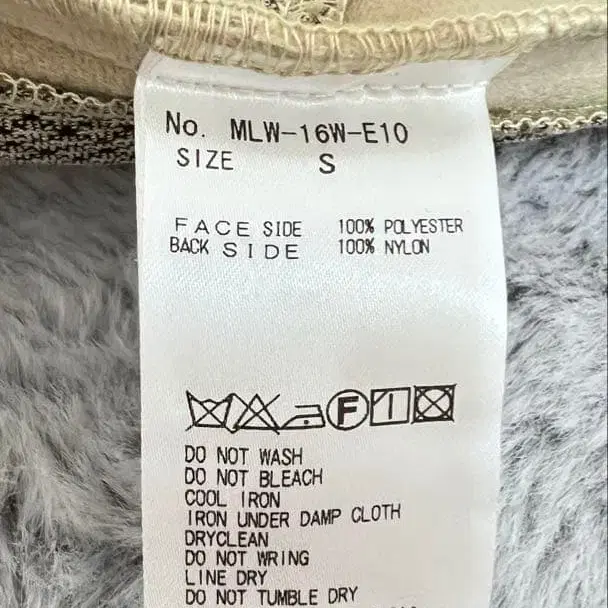 No. MLW-16W-E10
SIZE S
FACE SIDE 100% POLYESTER
BACK SIDE 100% NYLON
F
DO NOT WASH
DO NOT BLEACH
COOL IRON
IRON UNDER DAMP CLOTH
DRYCLEAN
DO NOT WRING
LINE DRY
DO NOT TUMBLE DRY